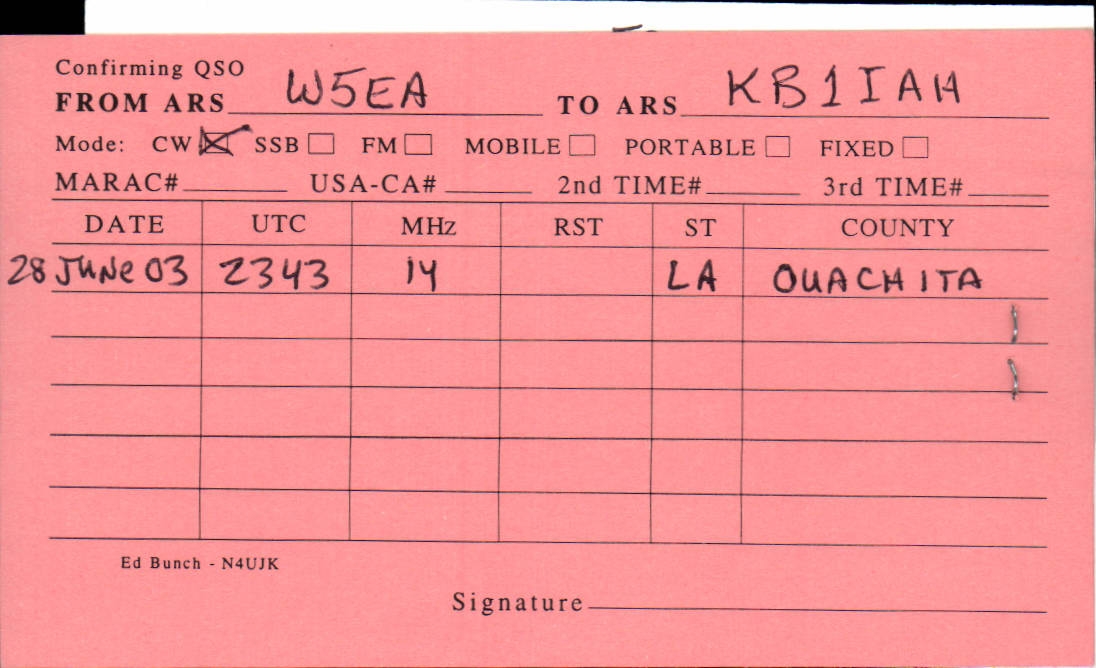 Confirming QSO
FROM ARS W5EA TO ARS KB1IAH
Mode: CW SSB FM MOBILE PORTABLE FIXED
MARAC# USA-CA# 2nd TIME# 3rd TIME#
DATE UTC MHz RST ST COUNTY
28 JUNE 03 2343 14 LA OUACHITA
Ed Bunch - N4UJK
Signature